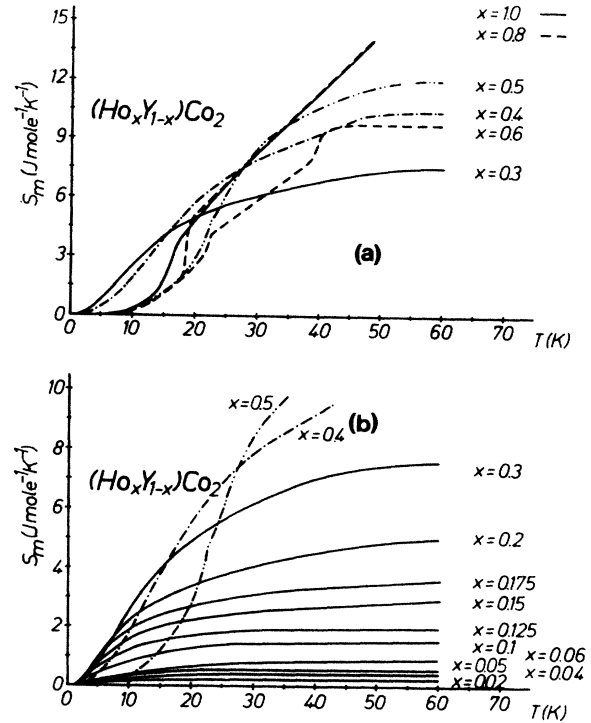 15
12
9
6
3
0
Sm (J mole⁻¹K⁻¹)
(HoxY1-x)Co2
x=1.0
x=0.8
x=0.5
x=0.4
x=0.6
x=0.3
(a)
0 10 20 30 40 50 60 70
T(K)
10
8
6
4
2
0
Sm (J mole⁻¹K⁻¹)
(HoxY1-x)Co2
x=0.5
(b)
x=0.4
x=0.3
x=0.2
x=0.175
x=0.15
x=0.125
x=0.1
x=0.06
x=0.05
x=0.04
x=0.02
0 10 20 30 40 50 60 70
T(K)